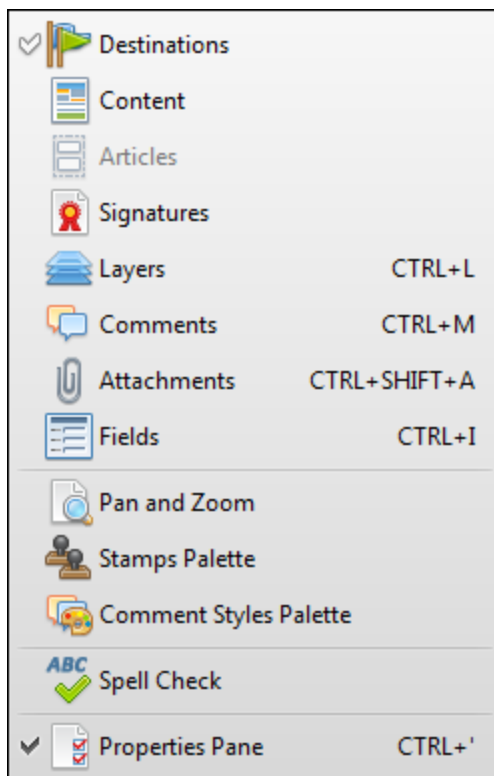 Destinations
Content
Articles
Signatures
Layers CTRL+L
Comments CTRL+M
Attachments CTRL+SHIFT+A
Fields CTRL+I
Pan and Zoom
Stamps Palette
Comment Styles Palette
ABC
Spell Check
Properties Pane CTRL+'